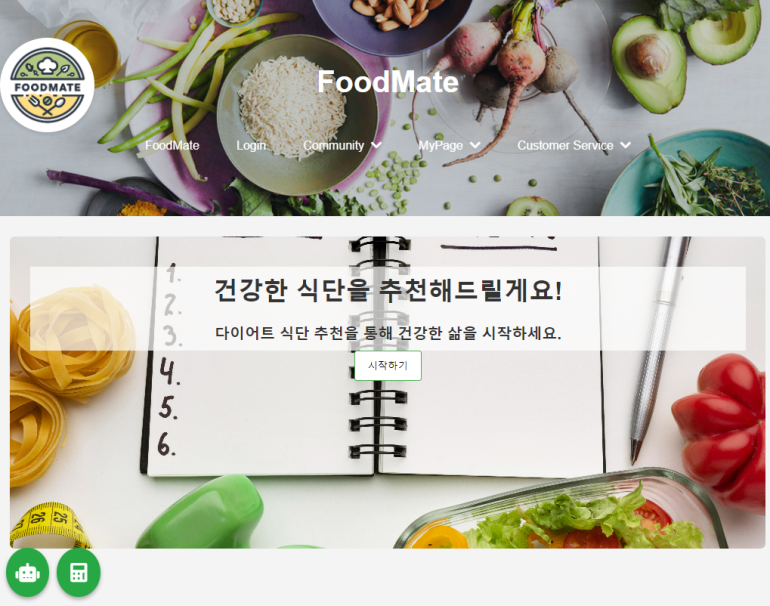 FOODMATE
FoodMate
FoodMate Login Community MyPage Customer Service
1.
2.
3.
4.
5.
6.
건강한 식단을 추천해드릴게요!
다이어트 식단 추천을 통해 건강한 삶을 시작하세요.
시작하기
26 25